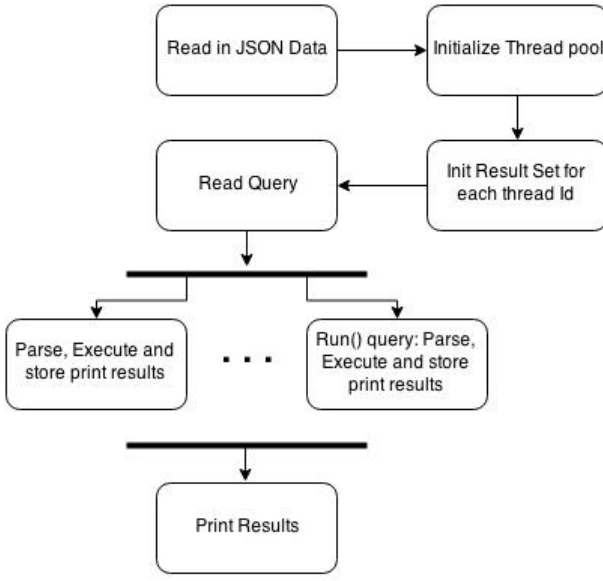 Read in JSON Data
Initialize Thread pool
Read Query
Init Result Set for
each thread Id
Parse, Execute and
store print results
. . .
Run() query: Parse,
Execute and store
print results
Print Results